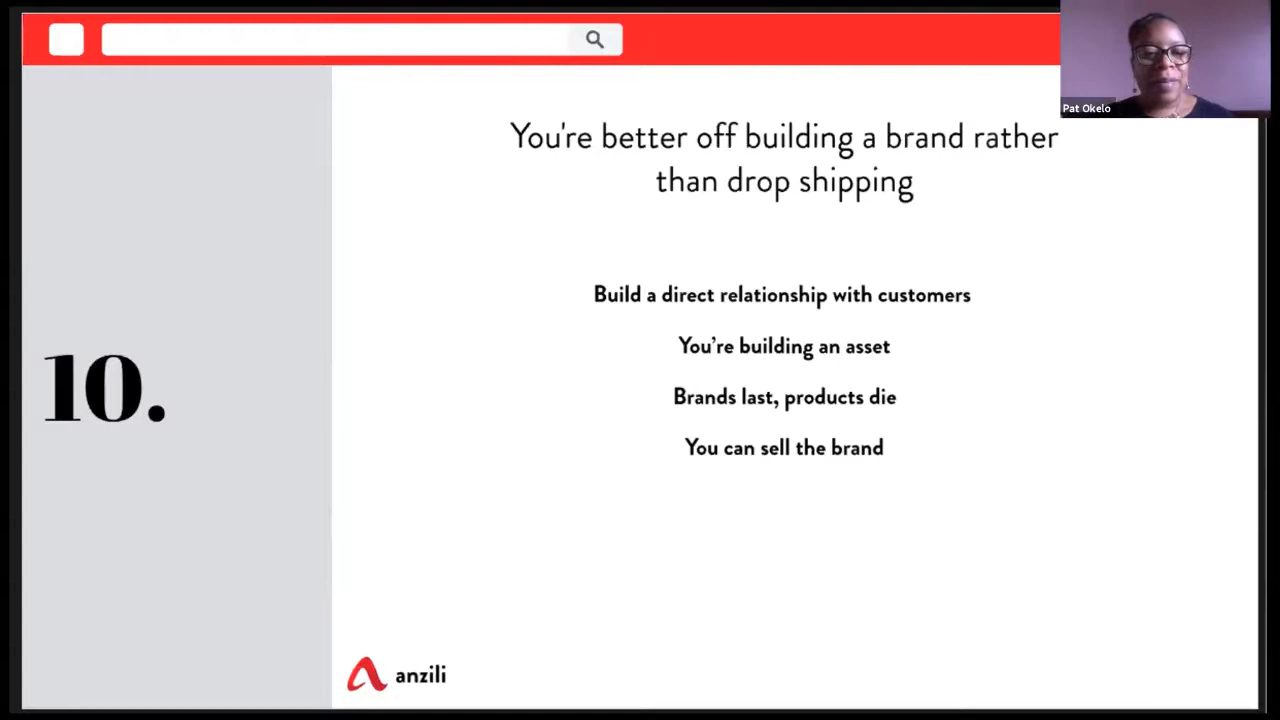 Pat Okelo
You're better off building a brand rather
than drop shipping
Build a direct relationship with customers
You’re building an asset
Brands last, products die
You can sell the brand
10.
anzili